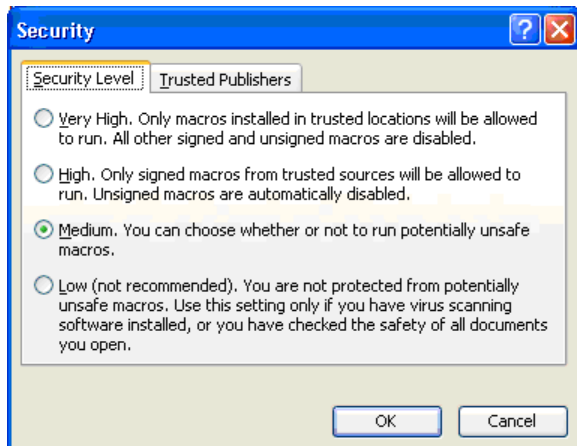 Security
Security Level Trusted Publishers
Very High. Only macros installed in trusted locations will be allowed
to run. All other signed and unsigned macros are disabled.
High. Only signed macros from trusted sources will be allowed to
run. Unsigned macros are automatically disabled.
Medium. You can choose whether or not to run potentially unsafe
macros.
Low (not recommended). You are not protected from potentially
unsafe macros. Use this setting only if you have virus scanning
software installed, or you have checked the safety of all documents
you open.
OK Cancel